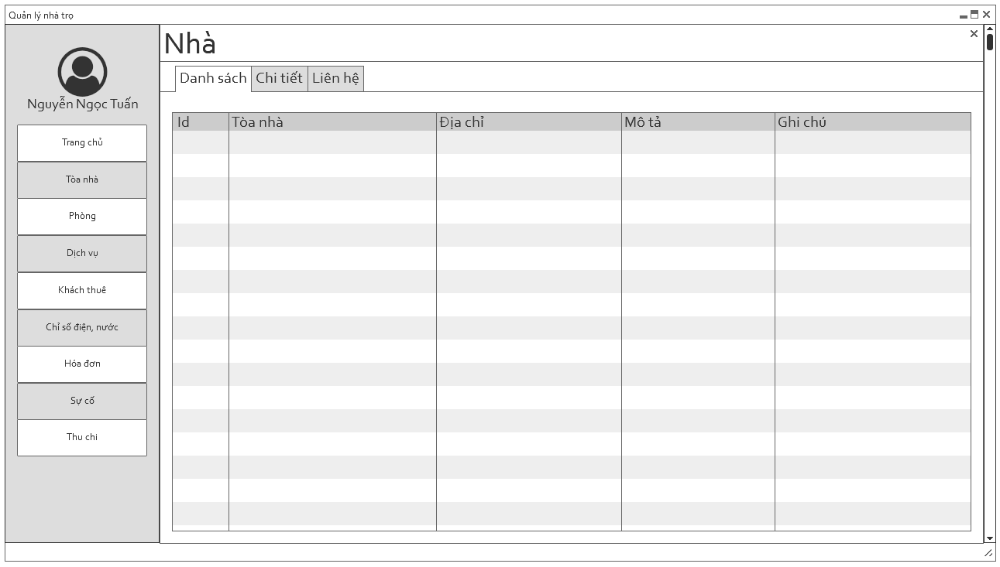 Quản lý nhà trọ
Nguyễn Ngọc Tuấn
Trang chủ
Tòa nhà
Phòng
Dịch vụ
Khách thuê
Chỉ số điện, nước
Hóa đơn
Sự cố
Thu chi
Nhà
Danh sách Chi tiết Liên hệ
Id Tòa nhà Địa chỉ Mô tả Ghi chú